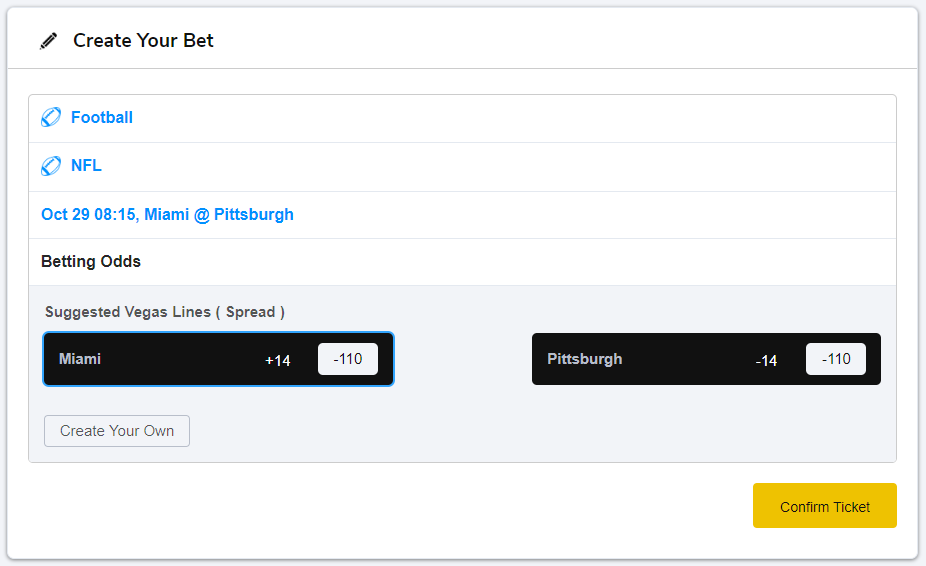 Create Your Bet
Football
NFL
Oct 29 08:15, Miami @ Pittsburgh
Betting Odds
Suggested Vegas Lines ( Spread )
Miami +14 -110 Pittsburgh -14 -110
Create Your Own
Confirm Ticket